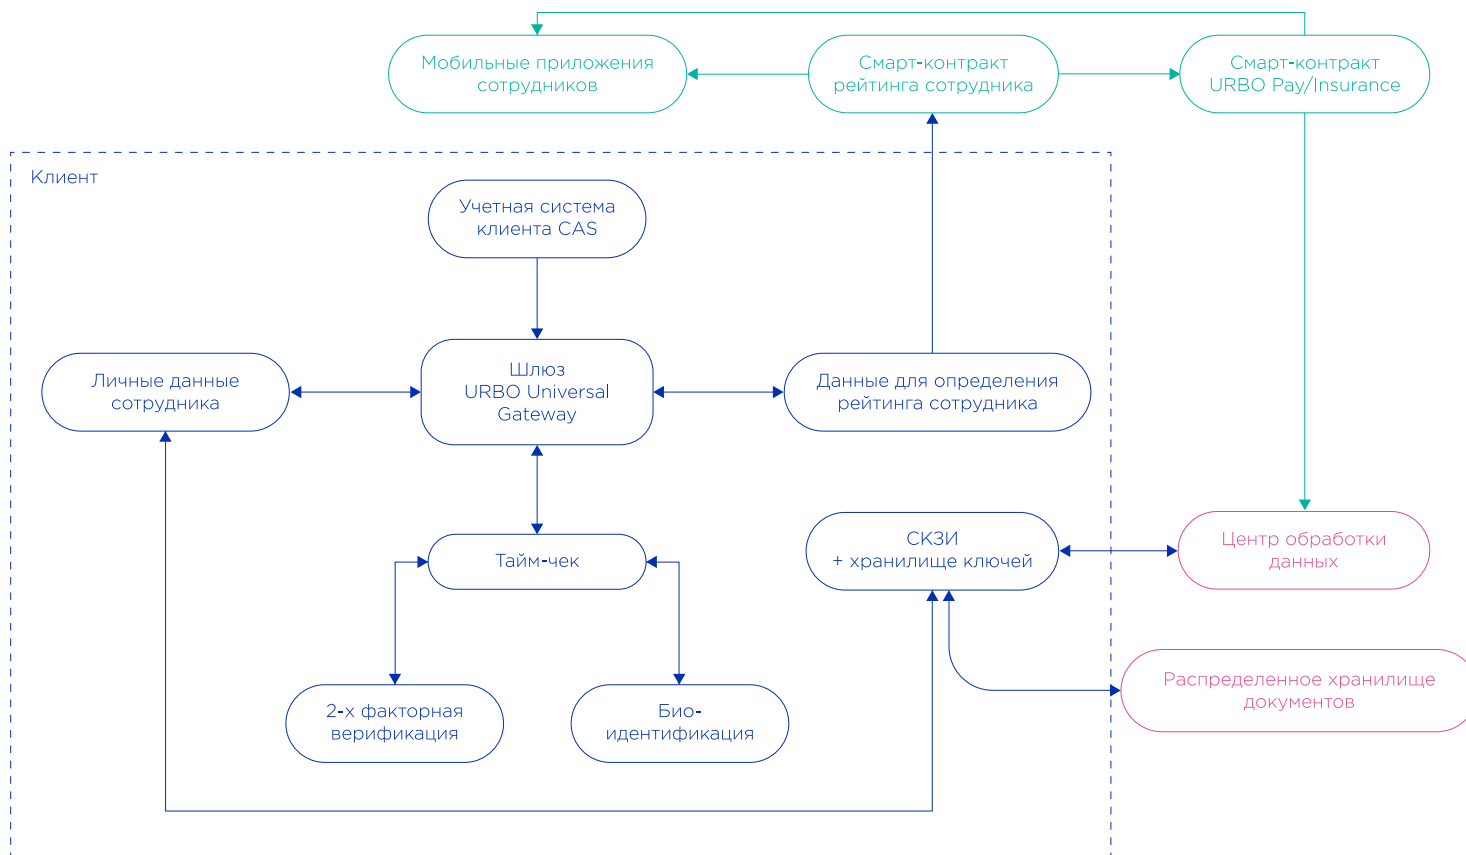 Мобильные приложения
сотрудников
Смарт-контракт
рейтинга сотрудника
Смарт-контракт
URBO Pay/Insurance
Клиент
Учетная система
клиента CAS
Личные данные
сотрудника
Шлюз
URBO Universal
Gateway
Данные для определения
рейтинга сотрудника
Тайм-чек
СКЗИ
+ хранилище ключей
Центр обработки
данных
2-х факторная
верификация
Био-
идентификация
Распределенное хранилище
документов